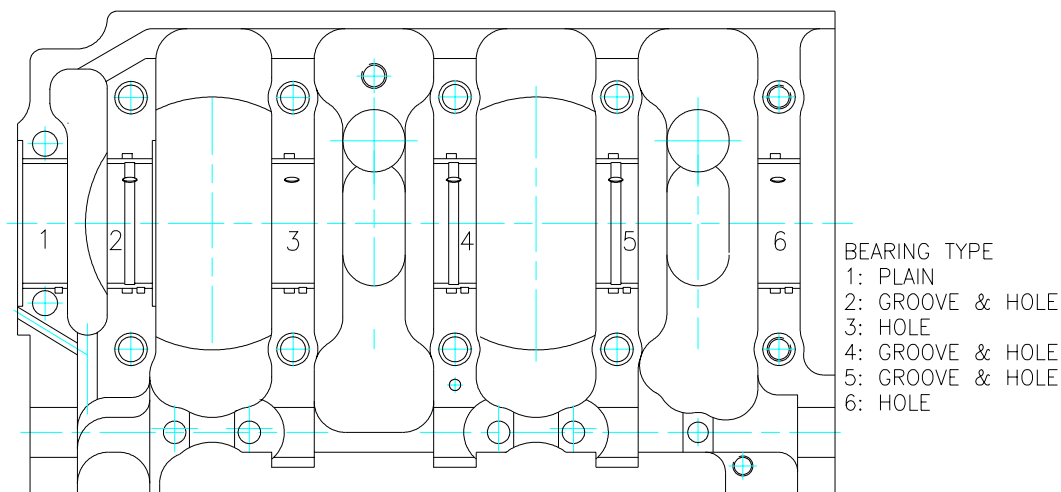 1
2
3
4
5
6
BEARING TYPE
1: PLAIN
2: GROOVE & HOLE
3: HOLE
4: GROOVE & HOLE
5: GROOVE & HOLE
6: HOLE